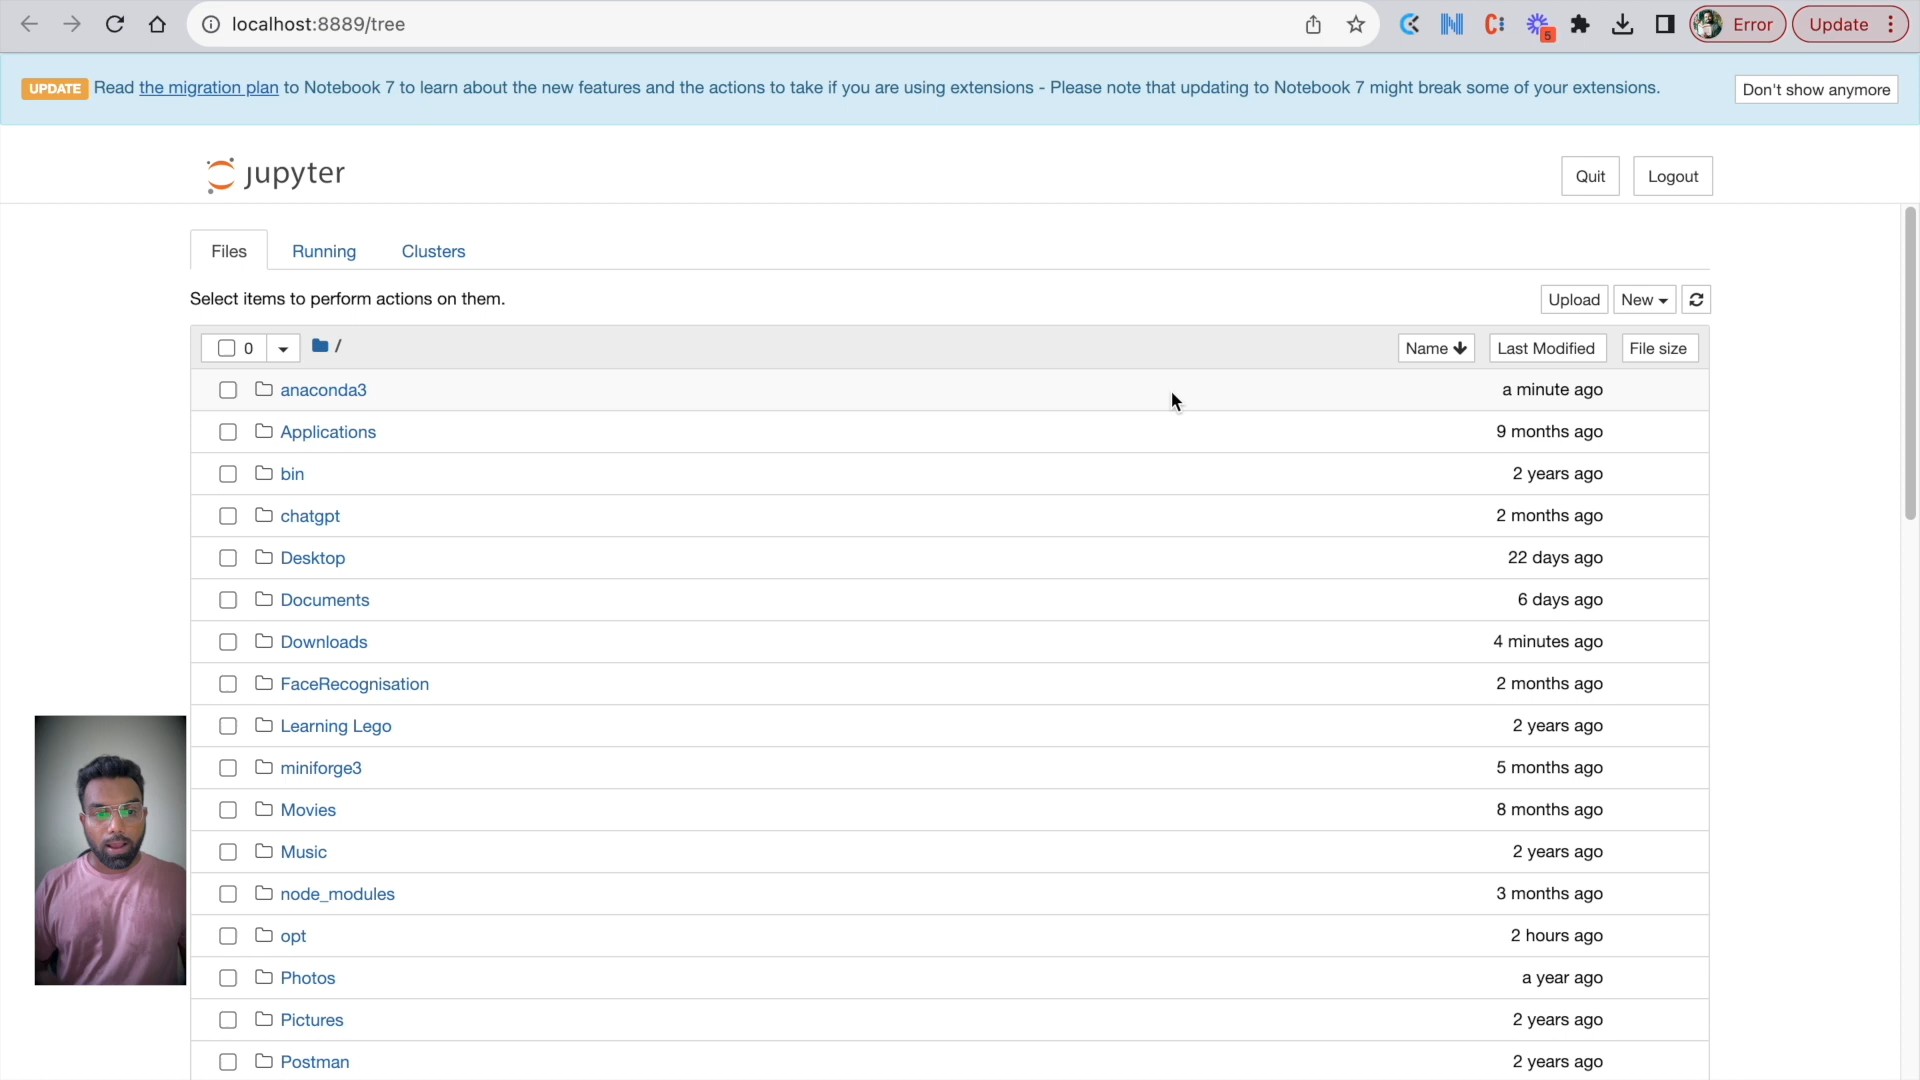 localhost:8889/tree
5
Error
Update
UPDATE Read the migration plan to Notebook 7 to learn about the new features and the actions to take if you are using extensions - Please note that updating to Notebook 7 might break some of your extensions.
Don't show anymore
jupyter
Quit
Logout
Files
Running
Clusters
Select items to perform actions on them.
Upload
New
0
/
Name
Last Modified
File size
anaconda3
a minute ago
Applications
9 months ago
bin
2 years ago
chatgpt
2 months ago
Desktop
22 days ago
Documents
6 days ago
Downloads
4 minutes ago
FaceRecognisation
2 months ago
Learning Lego
2 years ago
miniforge3
5 months ago
Movies
8 months ago
Music
2 years ago
node_modules
3 months ago
opt
2 hours ago
Photos
a year ago
Pictures
2 years ago
Postman
2 years ago